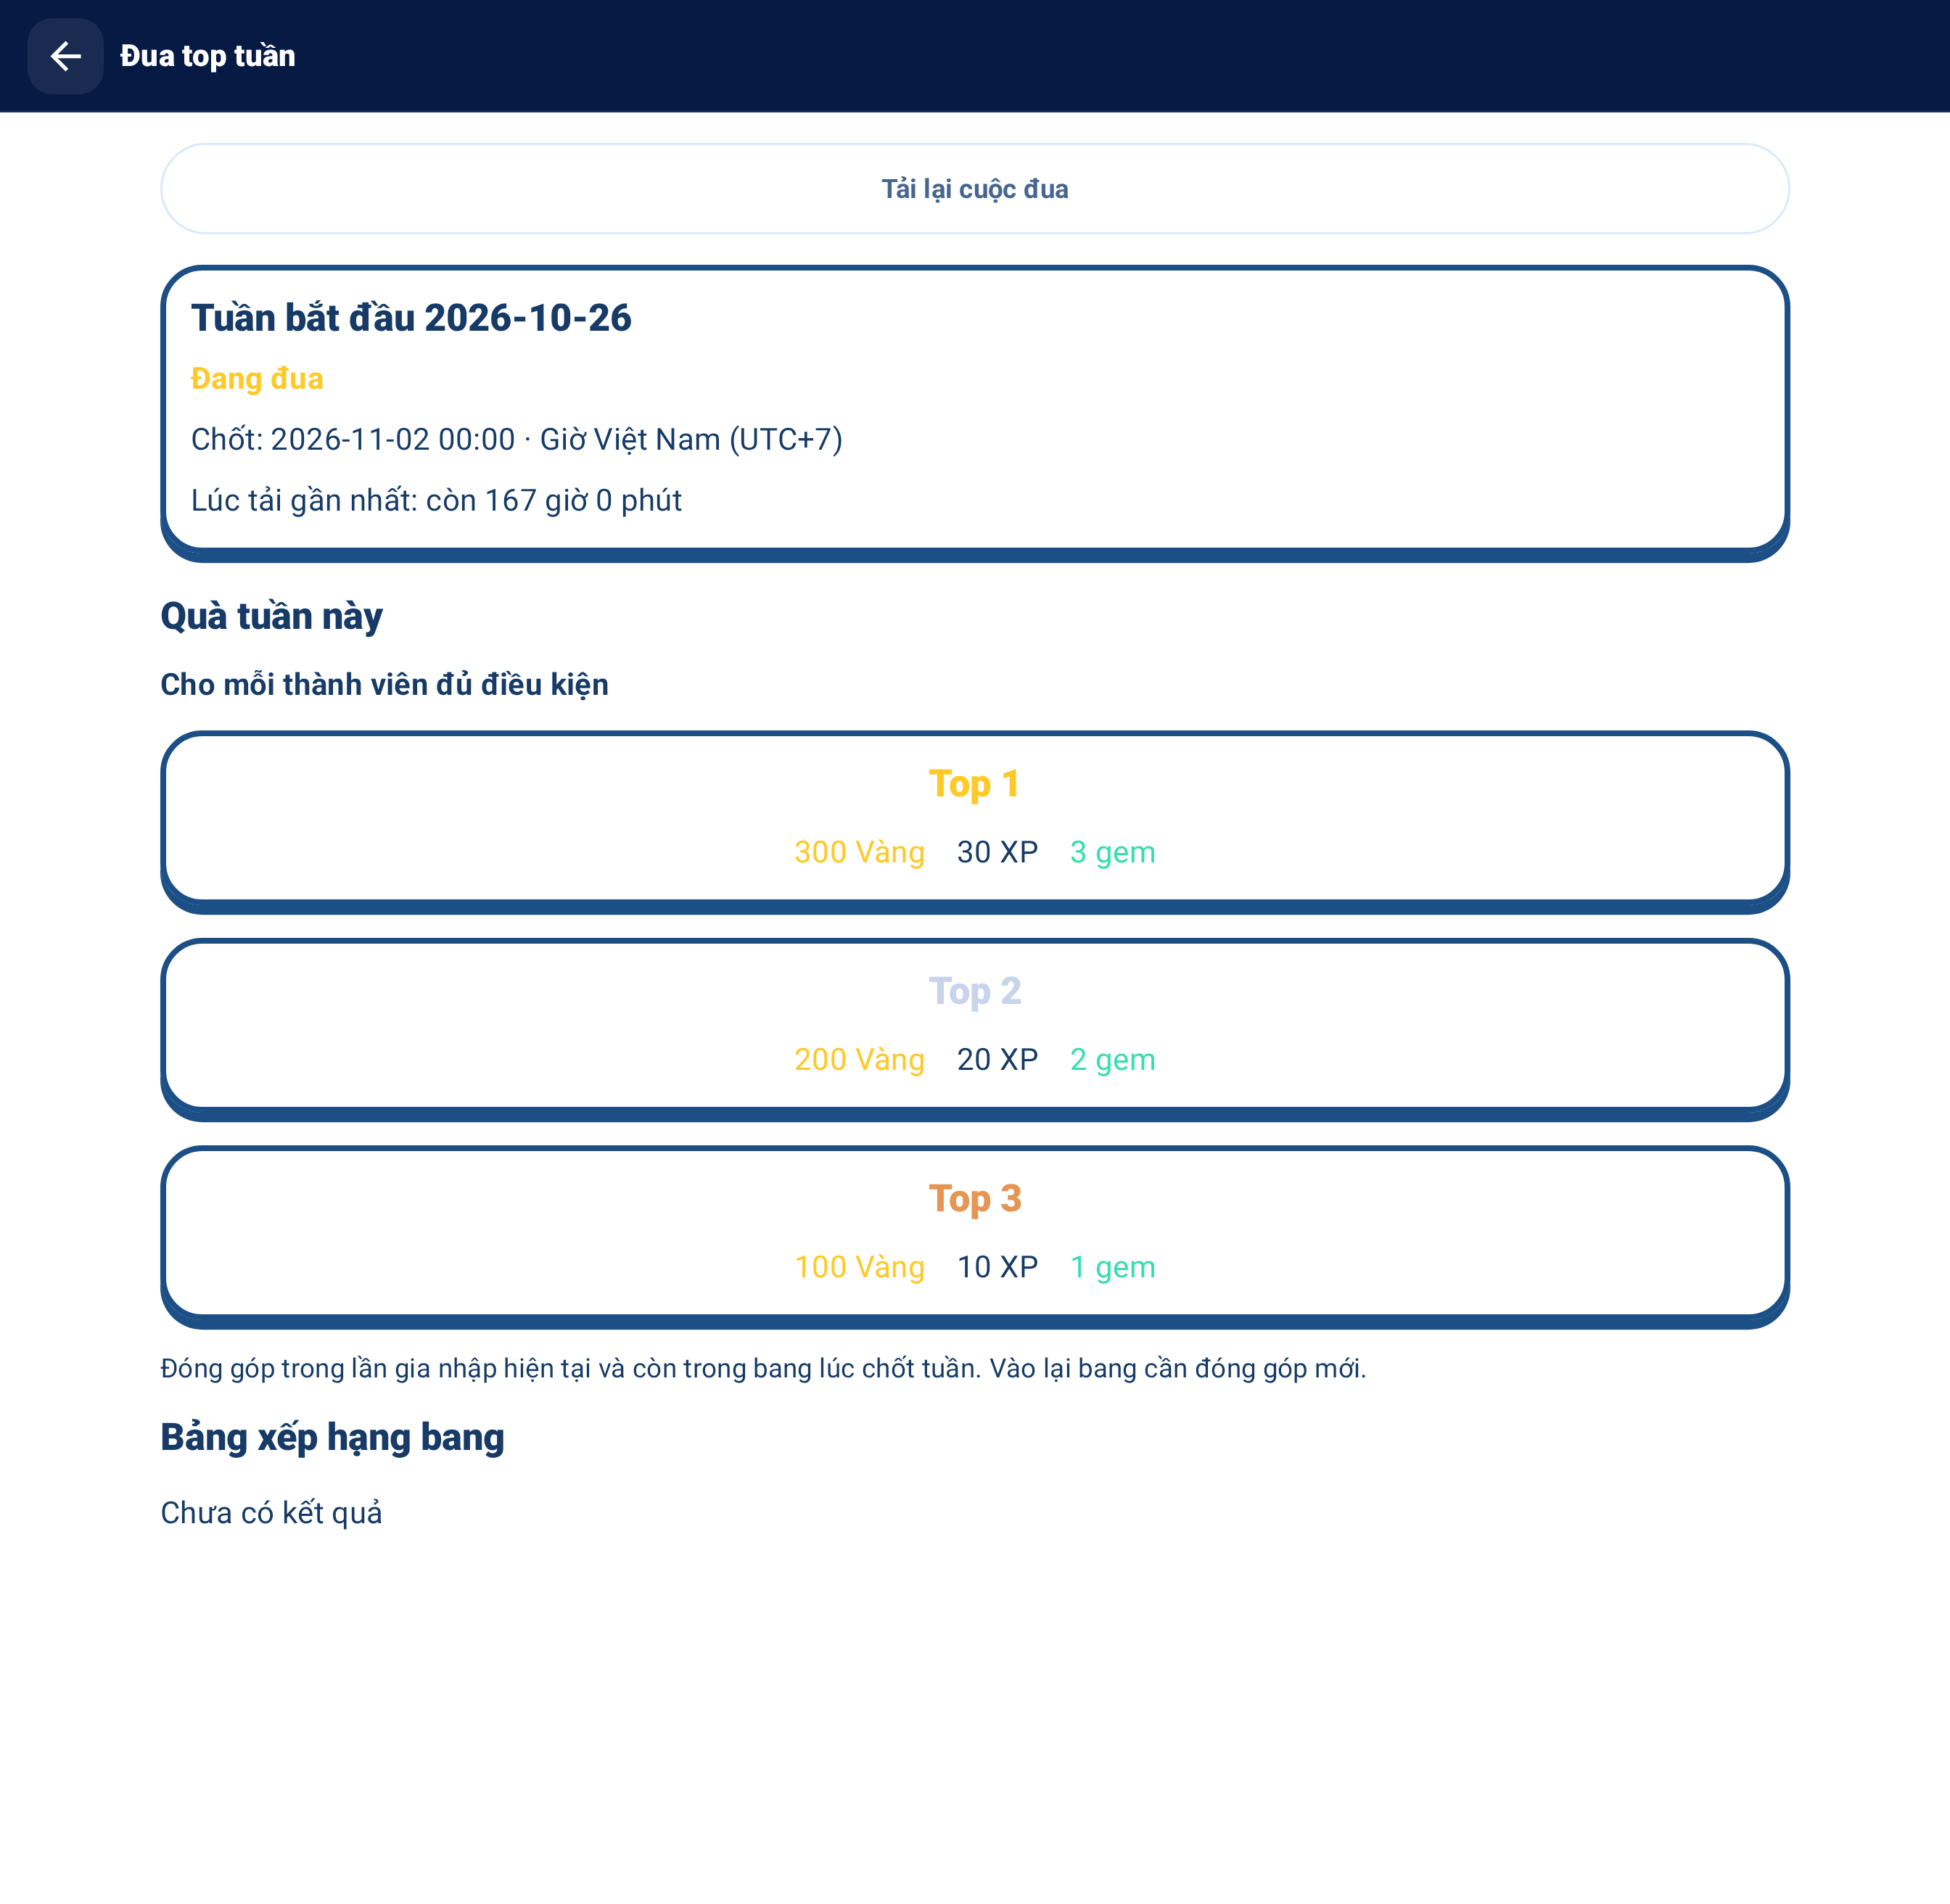 Đua top tuần
Tải lại cuộc đua
Tuần bắt đầu 2026-10-26
Đang đua
Chốt: 2026-11-02 00:00 · Giờ Việt Nam (UTC+7)
Lúc tải gần nhất: còn 167 giờ 0 phút
Quà tuần này
Cho mỗi thành viên đủ điều kiện
Top 1
300 Vàng 30 XP 3 gem
Top 2
200 Vàng 20 XP 2 gem
Top 3
100 Vàng 10 XP 1 gem
Đóng góp trong lần gia nhập hiện tại và còn trong bang lúc chốt tuần. Vào lại bang cần đóng góp mới.
Bảng xếp hạng bang
Chưa có kết quả